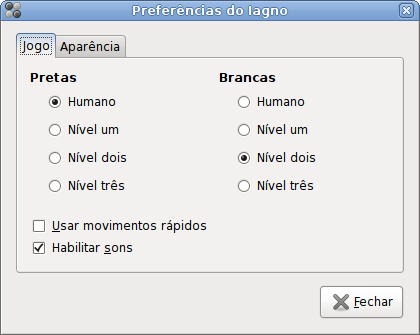 Preferências do Iagno
Jogo Aparência
Pretas Brancas
Humano Humano
Nível um Nível um
Nível dois Nível dois
Nível três Nível três
Usar movimentos rápidos
Habilitar sons
Fechar